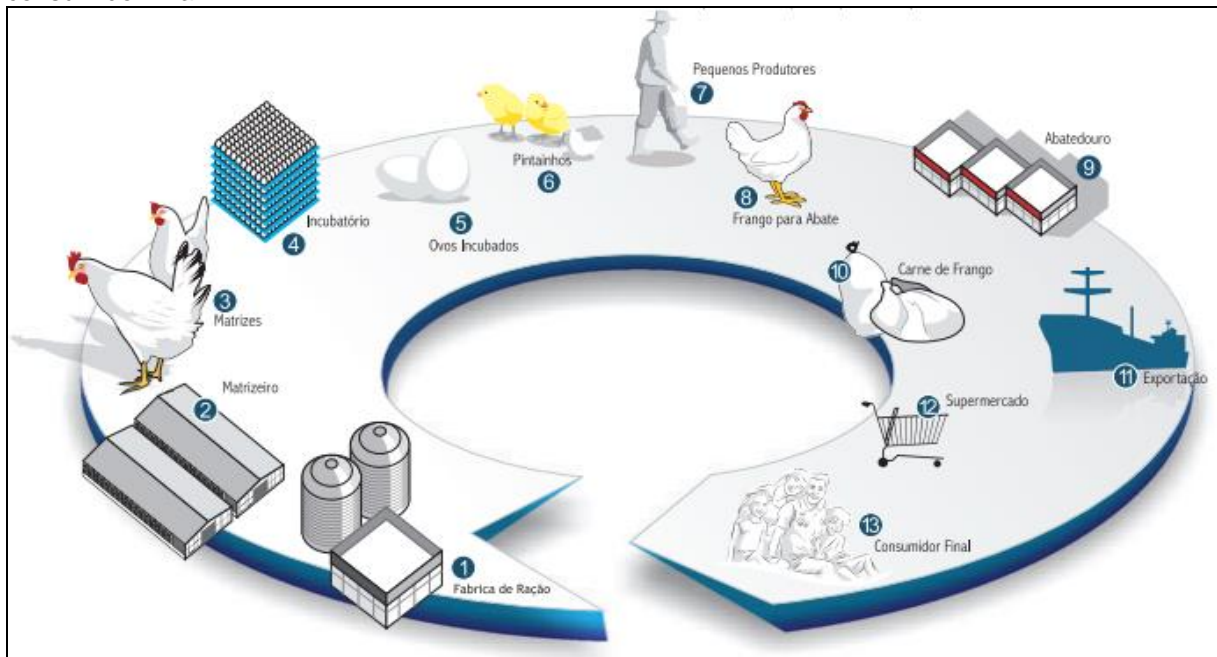 1
Fabrica de Ração
2
Matrizeiro
3
Matrizes
4
Incubatório
5
Ovos Incubados
6
Pintainhos
7
Pequenos Produtores
8
Frango para Abate
9
Abatedouro
10
Carne de Frango
11
Exportação
12
Supermercado
13
Consumidor Final